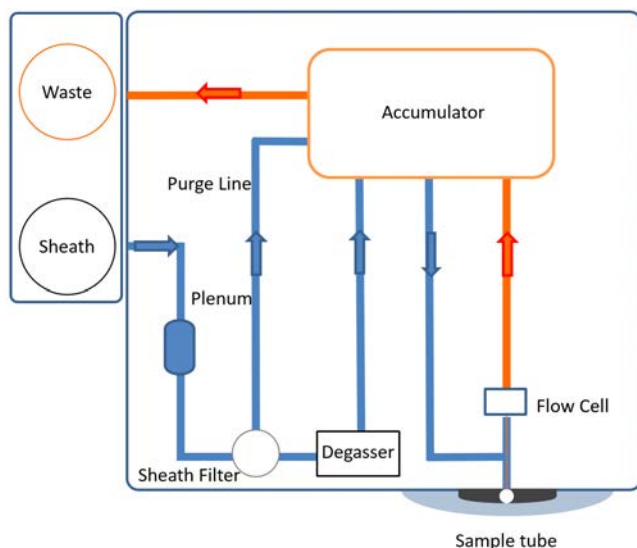 Waste
Accumulator
Purge Line
Sheath
Plenum
Flow Cell
Degasser
Sheath Filter
Sample tube